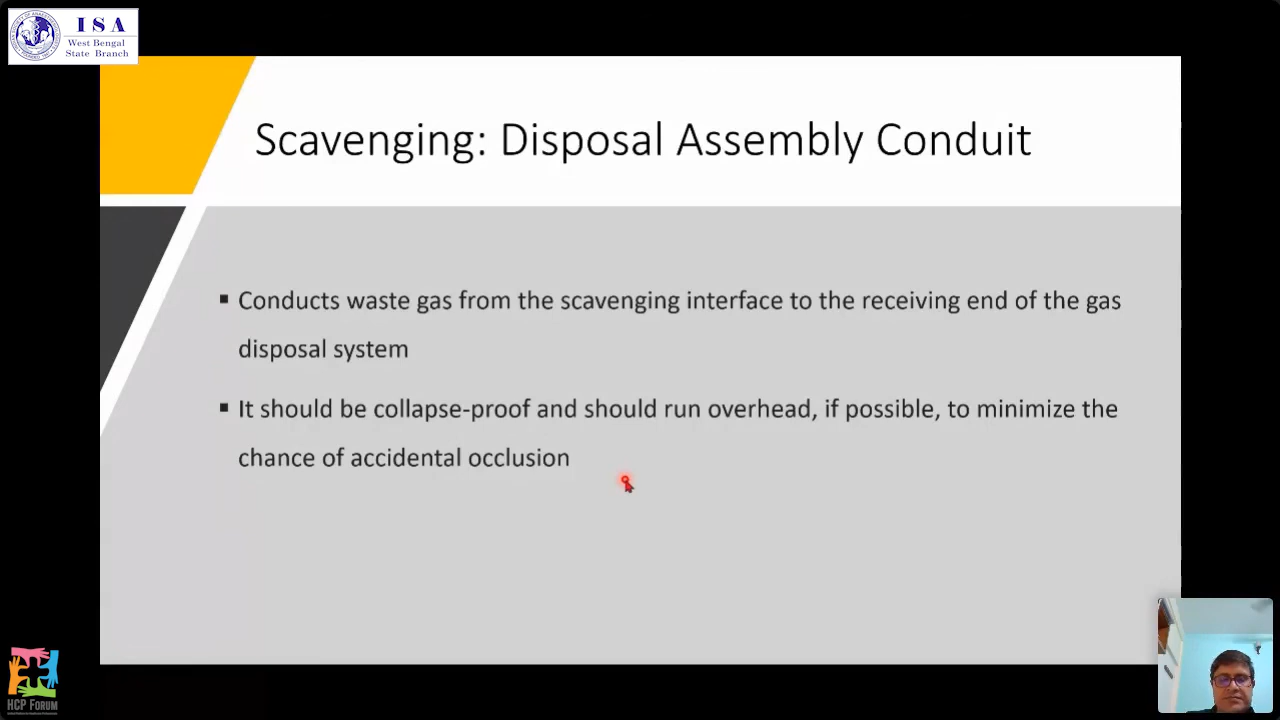 I S A
West Bengal
State Branch
Scavenging: Disposal Assembly Conduit
▪ Conducts waste gas from the scavenging interface to the receiving end of the gas
disposal system
▪ It should be collapse-proof and should run overhead, if possible, to minimize the
chance of accidental occlusion
HCP FORUM